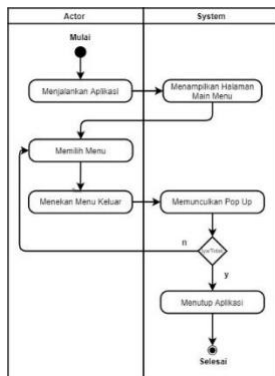 Actor
System
Mulai
Menjalankan Aplikasi
Menampilkan Halaman
Main Menu
Memilih Menu
Menekan Menu Keluar
Memunculkan Pop Up
n
y
Menutup Aplikasi
Selesai